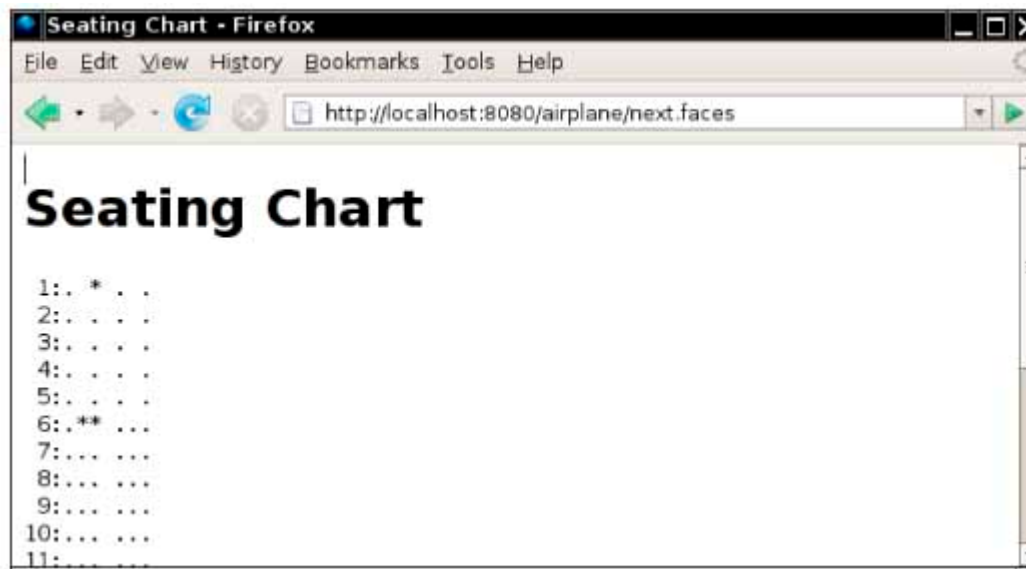 Seating Chart - Firefox
File Edit View History Bookmarks Tools Help
http://localhost:8080/airplane/next.faces
Seating Chart
1:. * . .
2:. . . .
3:. . . .
4:. . . .
5:. . . .
6:.** ...
7:... ...
8:... ...
9:... ...
10:... ...
11:... ...